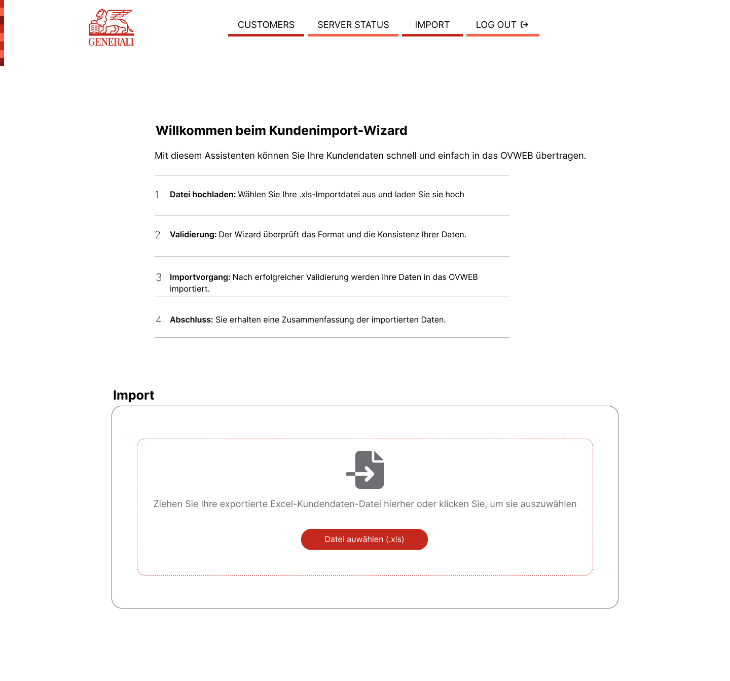 GENERALI
CUSTOMERS
SERVER STATUS
IMPORT
LOG OUT
Willkommen beim Kundenimport-Wizard
Mit diesem Assistenten können Sie Ihre Kundendaten schnell und einfach in das OVWEB übertragen.
1 Datei hochladen: Wählen Sie Ihre .xls-Importdatei aus und laden Sie sie hoch
2 Validierung: Der Wizard überprüft das Format und die Konsistenz Ihrer Daten.
3 Importvorgang: Nach erfolgreicher Validierung werden Ihre Daten in das OVWEB
importiert.
4 Abschluss: Sie erhalten eine Zusammenfassung der importierten Daten.
Import
Ziehen Sie Ihre exportierte Excel-Kundendaten-Datei hierher oder klicken Sie, um sie auszuwählen
Datei auwählen (.xls)